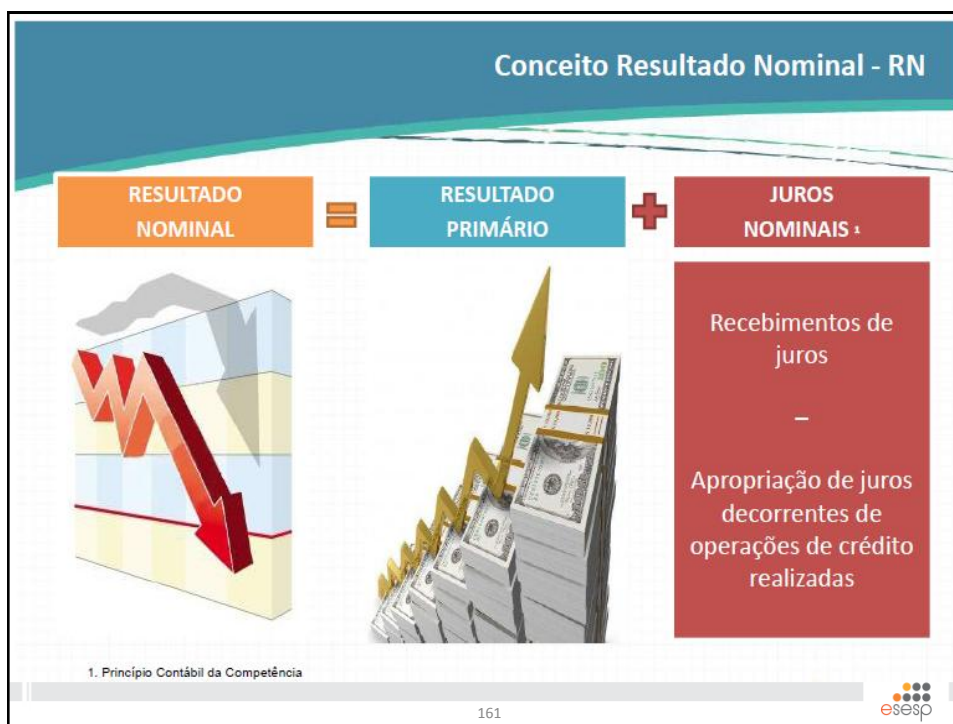 Conceito Resultado Nominal - RN
RESULTADO
NOMINAL
=
RESULTADO
PRIMÁRIO
+
JUROS
NOMINAIS ¹
Recebimentos de
juros
–
Apropriação de juros
decorrentes de
operações de crédito
realizadas
1. Princípio Contábil da Competência
161
esesp